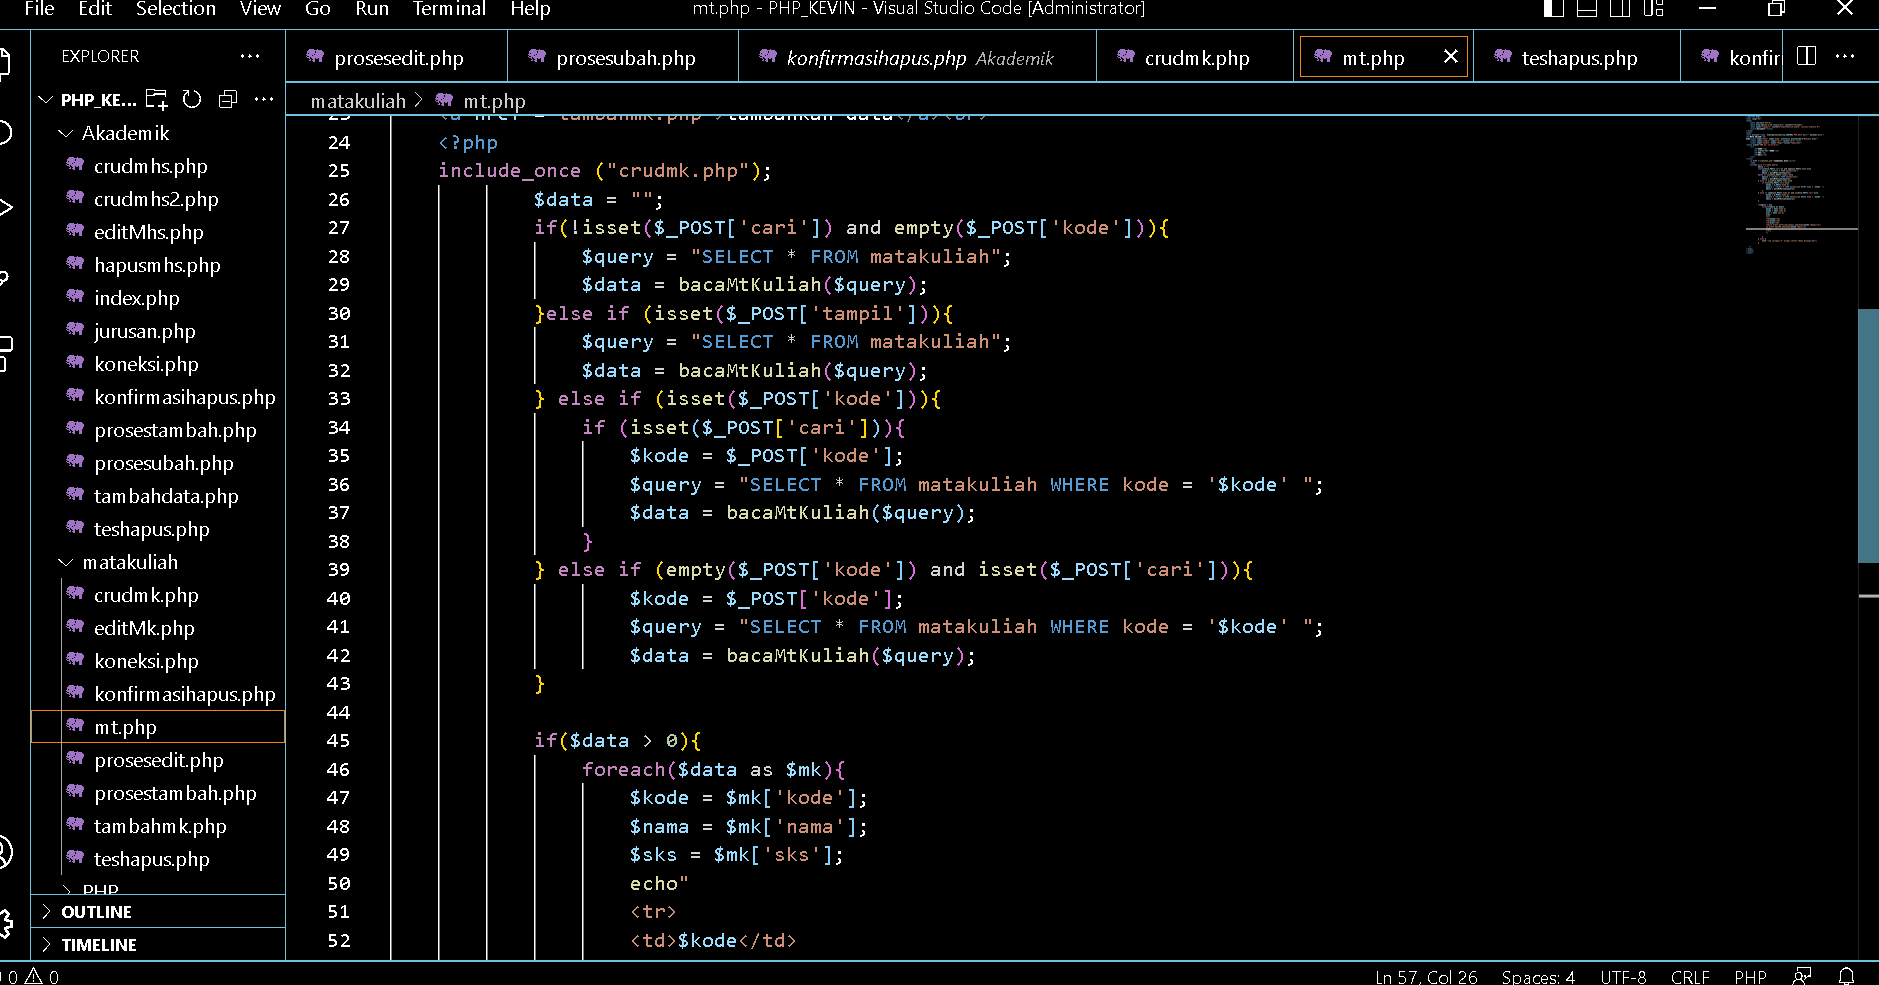 File Edit Selection View Go Run Terminal Help mt.php - PHP_KEVIN - Visual Studio Code [Administrator]
EXPLORER ···
prosesedit.php prosesubah.php konfirmasihapus.php Akademik crudmk.php mt.php teshapus.php konfir ···
PHP_KE... ···
matakuliah > mt.php
Akademik
crudmhs.php
crudmhs2.php
editMhs.php
hapusmhs.php
index.php
jurusan.php
koneksi.php
konfirmasihapus.php
prosestambah.php
prosesubah.php
tambahdata.php
teshapus.php
matakuliah
crudmk.php
editMk.php
koneksi.php
konfirmasihapus.php
mt.php
prosesedit.php
prosestambah.php
tambahmk.php
teshapus.php
PHP
OUTLINE
TIMELINE
24 <?php
25 include_once ("crudmk.php");
26 $data = "";
27 if(!isset($_POST['cari']) and empty($_POST['kode'])){
28 $query = "SELECT * FROM matakuliah";
29 $data = bacaMtKuliah($query);
30 }else if (isset($_POST['tampil'])){
31 $query = "SELECT * FROM matakuliah";
32 $data = bacaMtKuliah($query);
33 } else if (isset($_POST['kode'])){
34 if (isset($_POST['cari'])){
35 $kode = $_POST['kode'];
36 $query = "SELECT * FROM matakuliah WHERE kode = '$kode' ";
37 $data = bacaMtKuliah($query);
38 }
39 } else if (empty($_POST['kode']) and isset($_POST['cari'])){
40 $kode = $_POST['kode'];
41 $query = "SELECT * FROM matakuliah WHERE kode = '$kode' ";
42 $data = bacaMtKuliah($query);
43 }
44
45 if($data > 0){
46 foreach($data as $mk){
47 $kode = $mk['kode'];
48 $nama = $mk['nama'];
49 $sks = $mk['sks'];
50 echo"
51 <tr>
52 <td>$kode</td>
0 0 Ln 57, Col 26 Spaces: 4 UTF-8 CRLF PHP